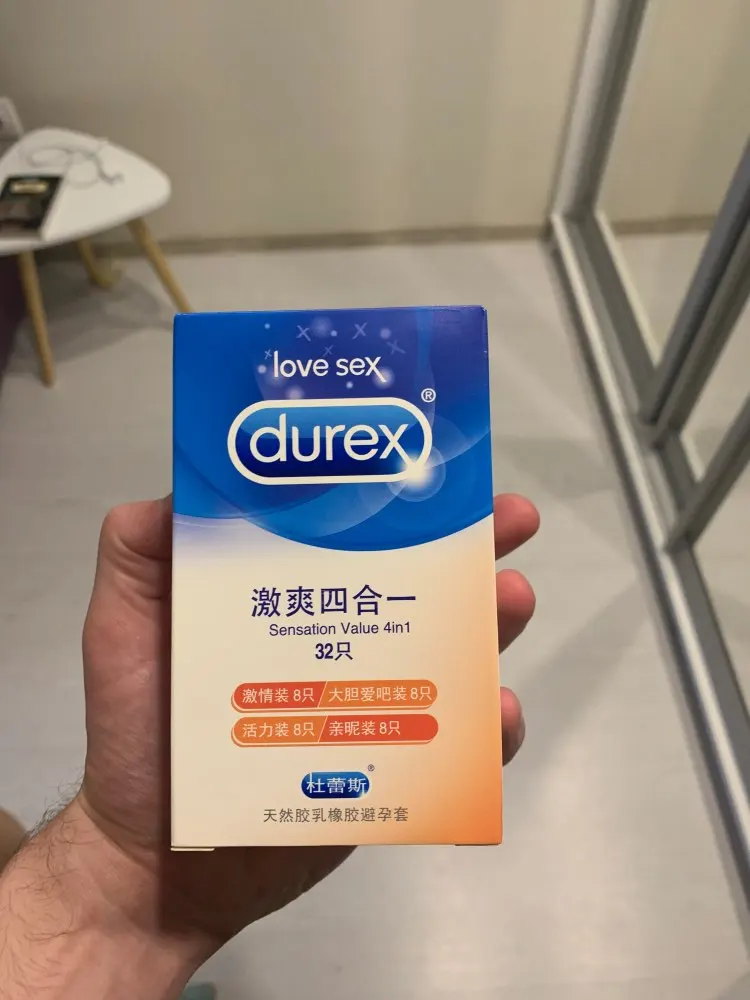 love sex
durex®
激爽四合一
Sensation Value 4in1
32只
激情装 8只/大胆爱吧装 8只
活力装 8只/亲昵装 8只
杜蕾斯®
天然胶乳橡胶避孕套